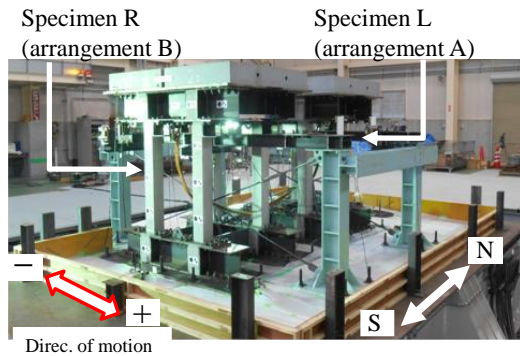 Specimen R
(arrangement B)
Specimen L
(arrangement A)
N
S
−
+
Direc. of motion